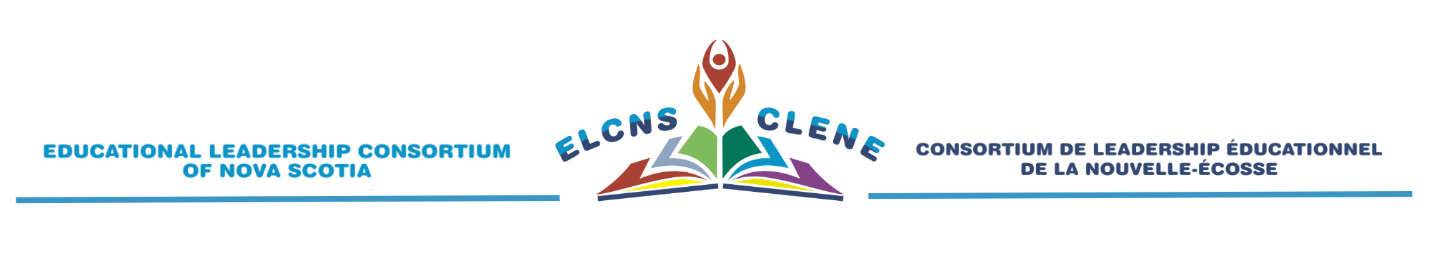 EDUCATIONAL LEADERSHIP CONSORTIUM
OF NOVA SCOTIA
ELCNS CLENE
CONSORTIUM DE LEADERSHIP ÉDUCATIONNEL
DE LA NOUVELLE-ÉCOSSE